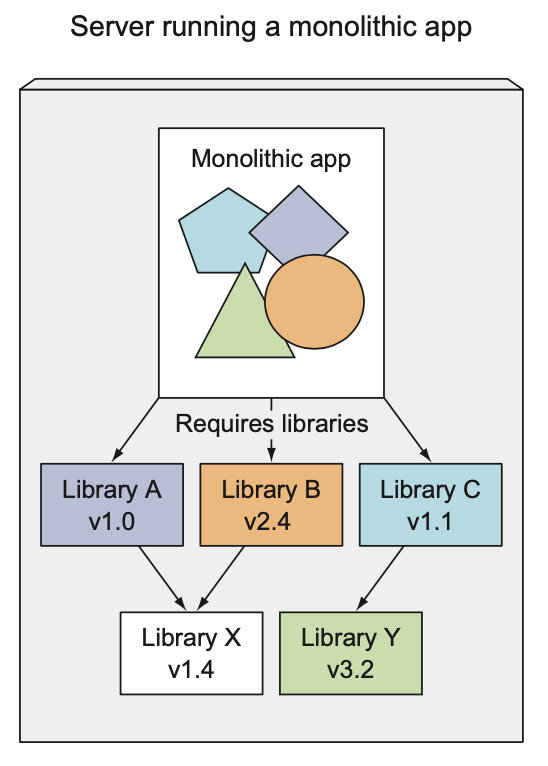 Server running a monolithic app
Monolithic app
Requires libraries
Library A
v1.0
Library B
v2.4
Library C
v1.1
Library X
v1.4
Library Y
v3.2